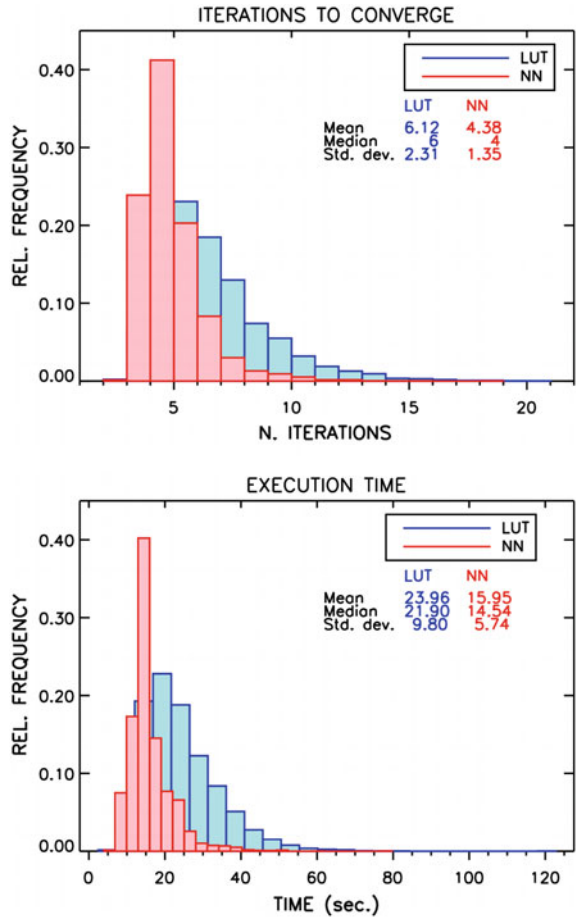 ITERATIONS TO CONVERGE
LUT
NN
LUT NN
Mean 6.12 4.38
Median 6 4
Std. dev. 2.31 1.35
0.40
0.30
0.20
0.10
0.00
REL. FREQUENCY
5 10 15 20
N. ITERATIONS
EXECUTION TIME
LUT
NN
LUT NN
Mean 23.96 15.95
Median 21.90 14.54
Std. dev. 9.80 5.74
0.40
0.30
0.20
0.10
0.00
REL. FREQUENCY
0 20 40 60 80 100 120
TIME (sec.)